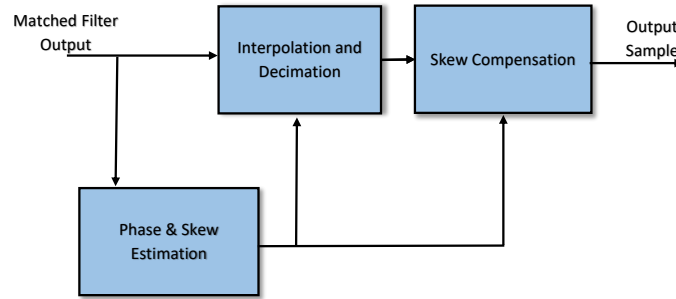 Matched Filter
Output
Interpolation and
Decimation
Skew Compensation
Output
Sample
Phase & Skew
Estimation